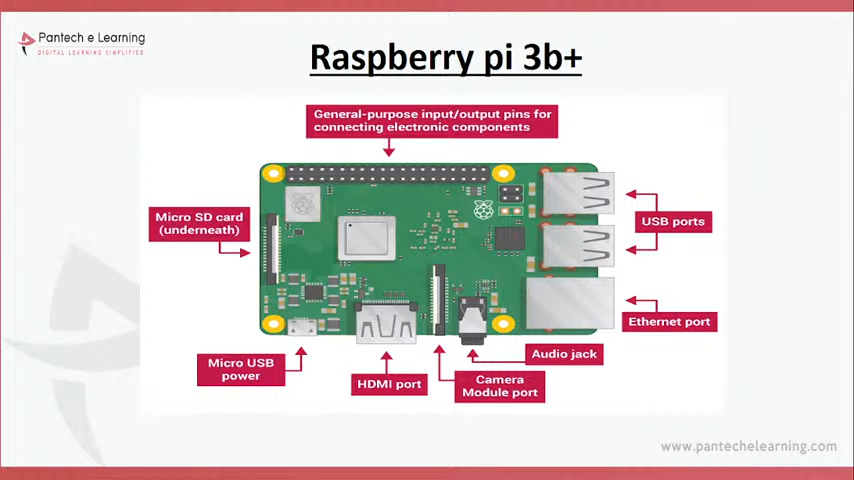 Pantech e Learning
DIGITAL LEARNING SIMPLIFIED
Raspberry pi 3b+
General-purpose input/output pins for
connecting electronic components
Micro SD card
(underneath)
USB ports
Ethernet port
Micro USB
power
HDMI port
Camera
Module port
Audio jack
www.pantechelearning.com